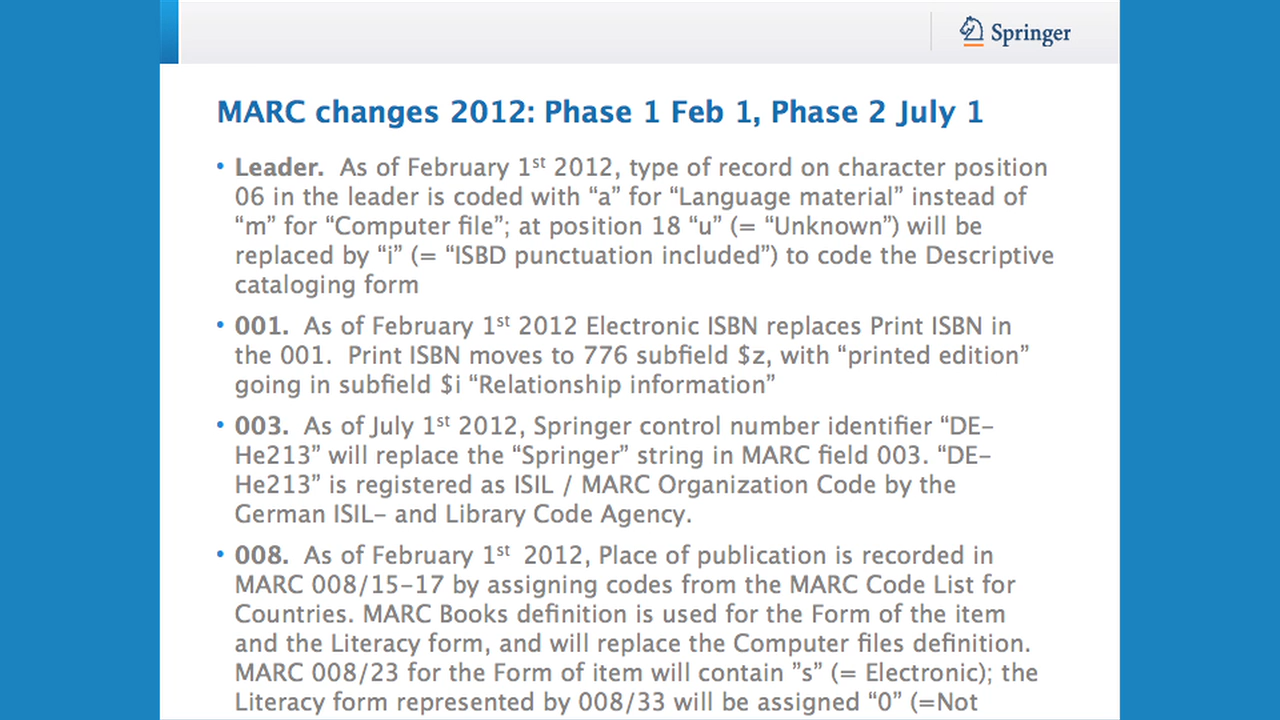 Springer
MARC changes 2012: Phase 1 Feb 1, Phase 2 July 1
• Leader.  As of February 1st 2012, type of record on character position
06 in the leader is coded with “a” for “Language material” instead of
“m” for “Computer file”; at position 18 “u” (= “Unknown”) will be
replaced by “i” (= “ISBD punctuation included”) to code the Descriptive
cataloging form
• 001.  As of February 1st 2012 Electronic ISBN replaces Print ISBN in
the 001.  Print ISBN moves to 776 subfield $z, with “printed edition”
going in subfield $i “Relationship information”
• 003.  As of July 1st 2012, Springer control number identifier “DE-
He213” will replace the “Springer” string in MARC field 003. “DE-
He213” is registered as ISIL / MARC Organization Code by the
German ISIL- and Library Code Agency.
• 008.  As of February 1st  2012, Place of publication is recorded in
MARC 008/15-17 by assigning codes from the MARC Code List for
Countries. MARC Books definition is used for the Form of the item
and the Literacy form, and will replace the Computer files definition.
MARC 008/23 for the Form of item will contain ”s” (= Electronic); the
Literacy form represented by 008/33 will be assigned “0” (=Not